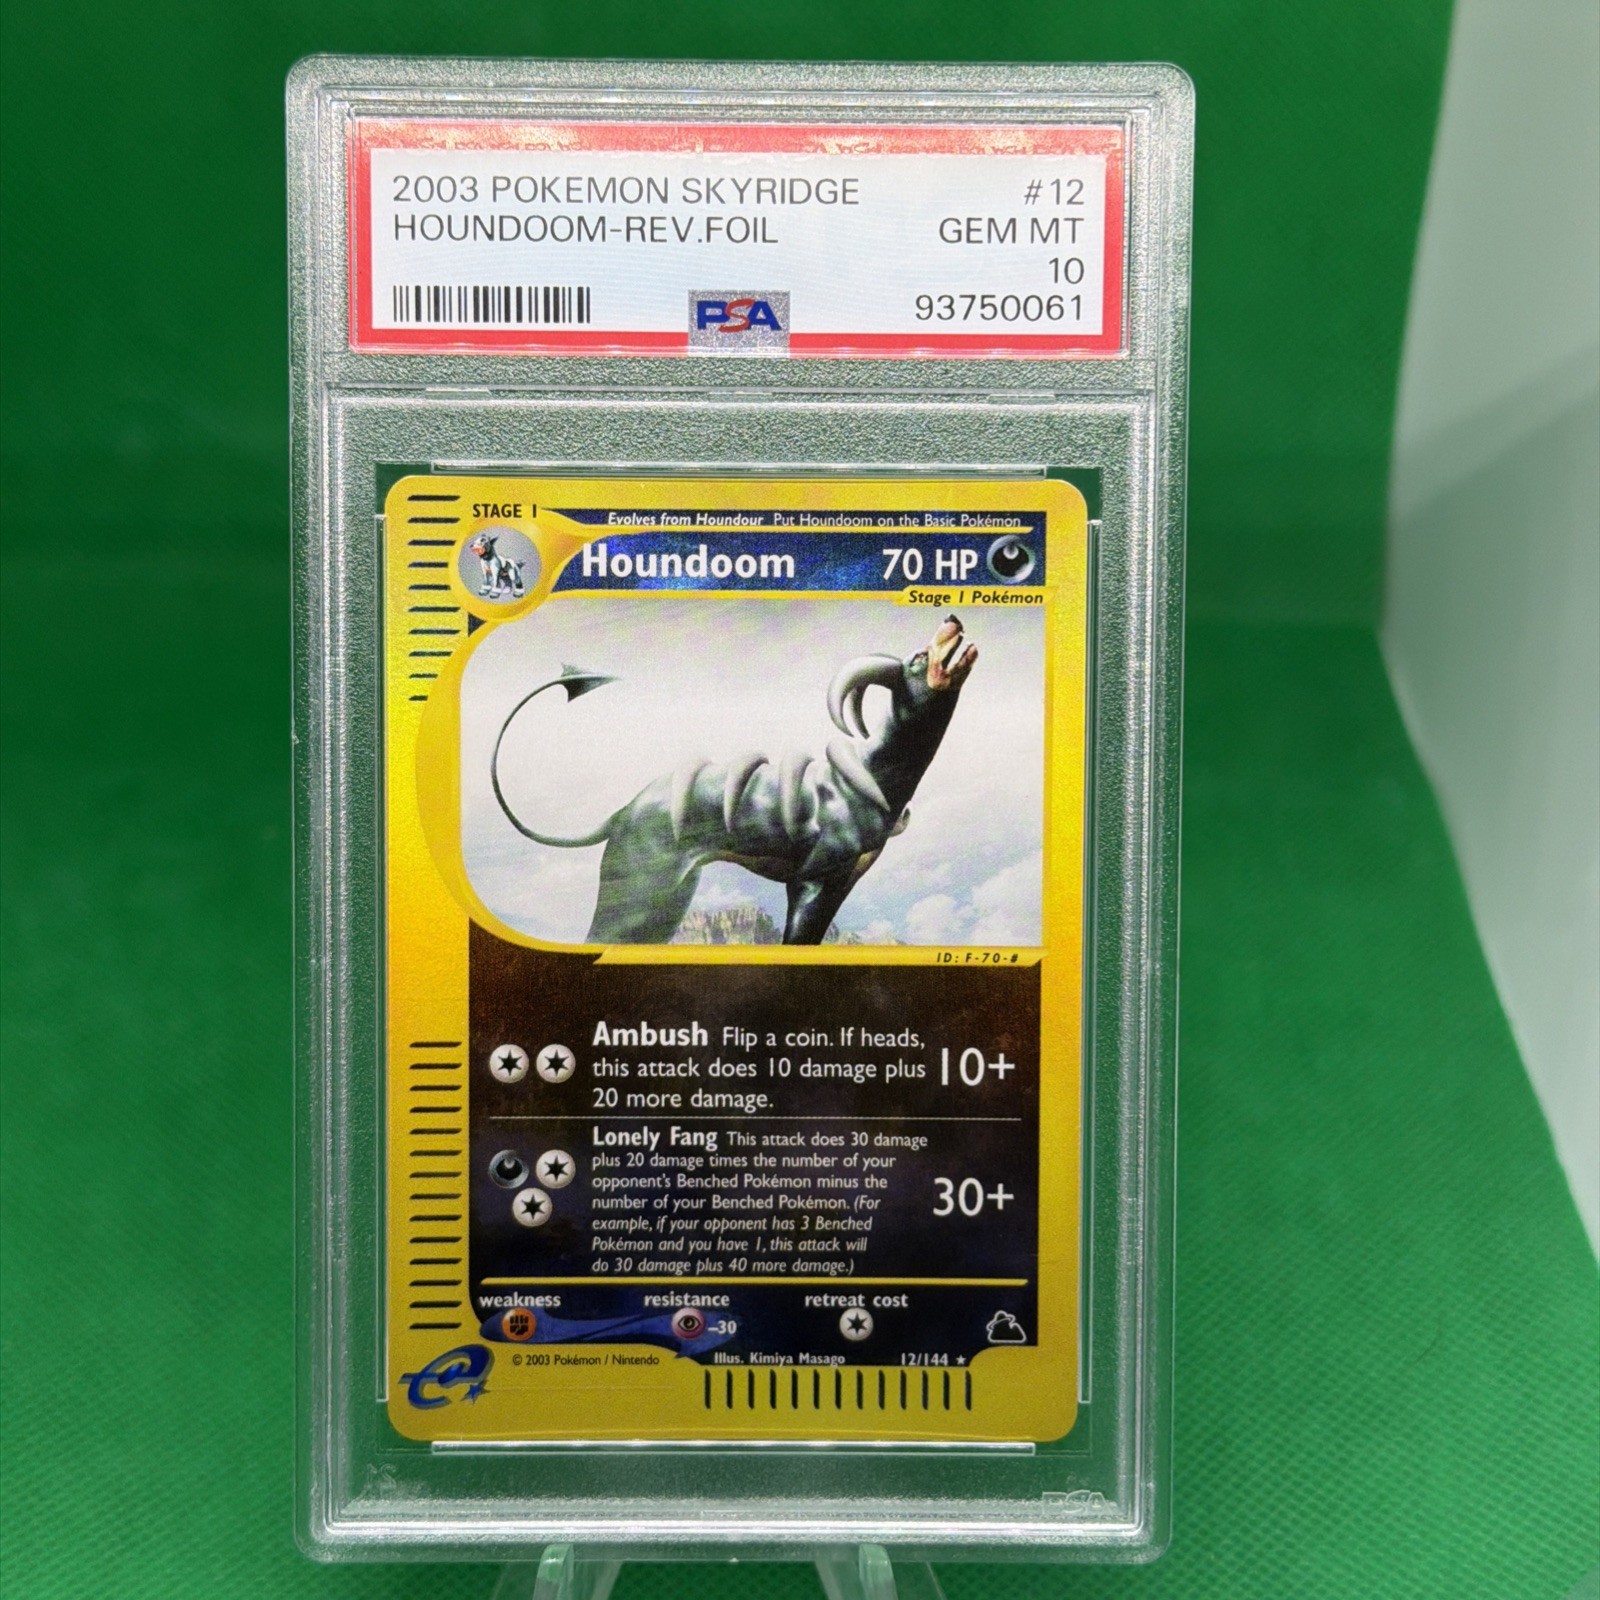 2003 POKEMON SKYRIDGE #12
HOUNDOOM-REV.FOIL GEM MT
10
PSA 93750061
STAGE 1
Evolves from Houndour Put Houndoom on the Basic Pokémon
Houndoom 70 HP
Stage 1 Pokémon
ID: F-70-#
Ambush Flip a coin. If heads,
this attack does 10 damage plus
20 more damage.
10+
Lonely Fang This attack does 30 damage
plus 20 damage times the number of your
opponent's Benched Pokémon minus the
number of your Benched Pokémon. (For
example, if your opponent has 3 Benched
Pokémon and you have 1, this attack will
do 30 damage plus 40 more damage.)
30+
weakness resistance retreat cost
-30
© 2003 Pokémon / Nintendo Illus. Kimiya Masago 12/144 ★
e
PSA